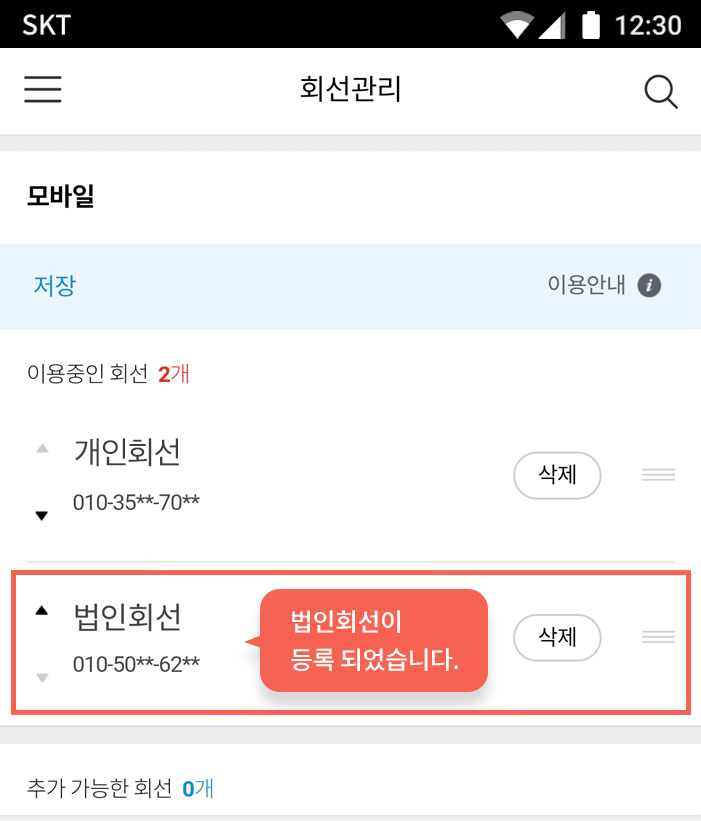 SKT 12:30
회선관리
모바일
저장 이용안내 i
이용중인 회선 2개
개인회선
010-35**-70**
삭제
법인회선
010-50**-62**
법인회선이
등록 되었습니다.
삭제
추가 가능한 회선 0개